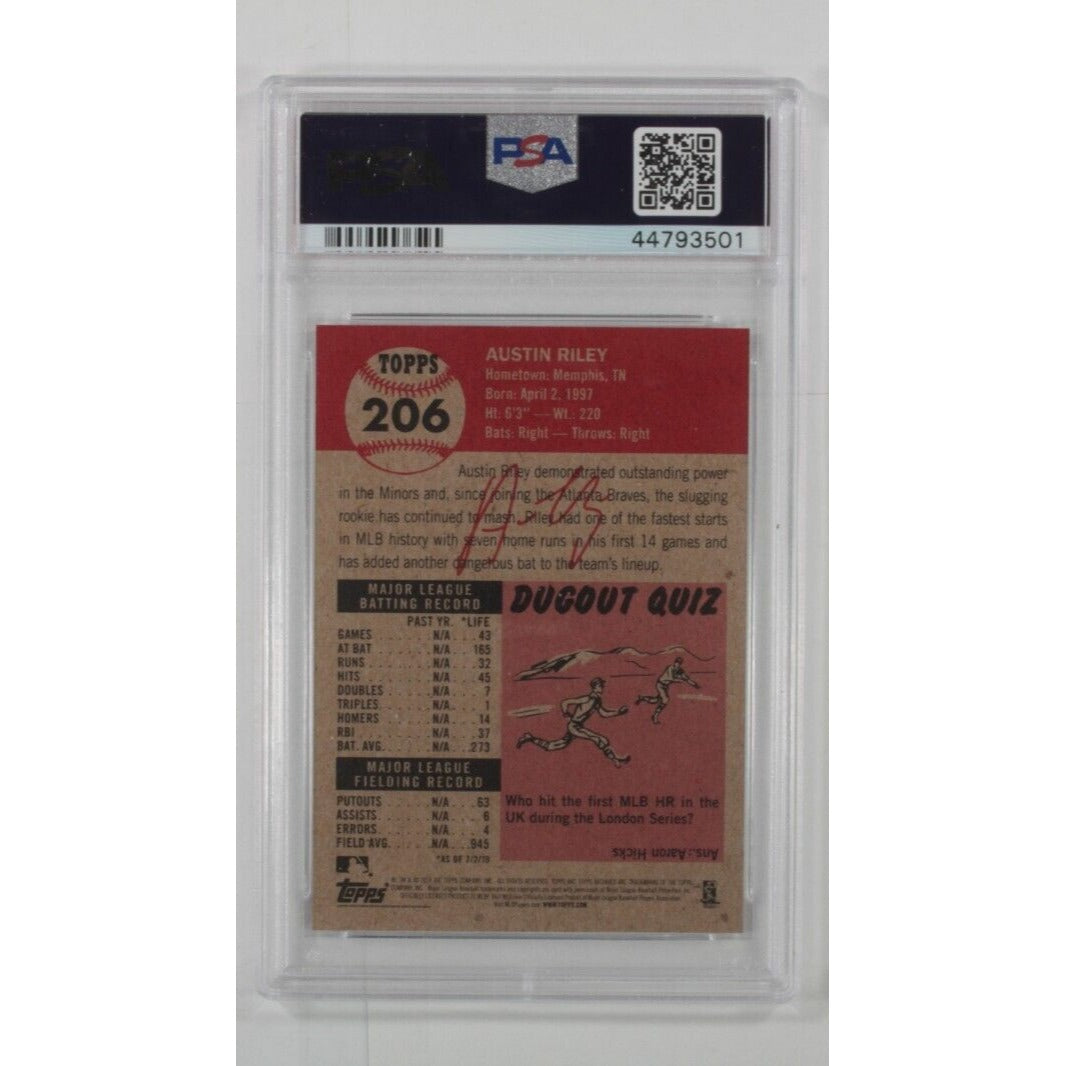 PSA
44793501
TOPPS
206
AUSTIN RILEY
Hometown: Memphis, TN
Born: April 2, 1997
Ht: 6'3" — Wt.: 220
Bats: Right — Throws: Right
Austin Riley demonstrated outstanding power
in the Minors and, since joining the Atlanta Braves, the slugging
rookie has continued to mash. Riley had one of the fastest starts
in MLB history with seven home runs in his first 14 games and
has added another dangerous bat to the team's lineup.
MAJOR LEAGUE
BATTING RECORD
PAST YR. *LIFE
GAMES N/A 43
AT BAT N/A 165
RUNS N/A 32
HITS N/A 45
DOUBLES N/A 7
TRIPLES N/A 1
HOMERS N/A 14
RBI N/A 37
BAT. AVG. N/A .273
MAJOR LEAGUE
FIELDING RECORD
PUTOUTS N/A 63
ASSISTS N/A 6
ERRORS N/A 4
FIELD AVG. N/A .945
*AS OF 7/2/19
DUGOUT QUIZ
Who hit the first MLB HR in the
UK during the London Series?
Ans.: Aaron Hicks
topps